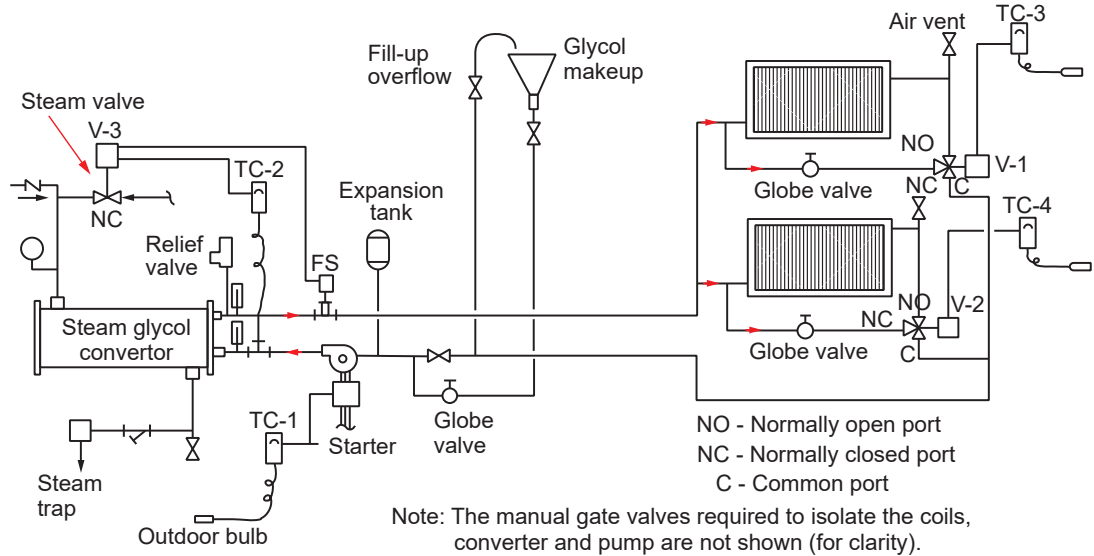 Air vent
TC-3
Fill-up
overflow
Glycol
makeup
Steam valve
V-3
TC-2
NO
V-1
NC
C
Globe valve
NC
Expansion
tank
TC-4
Relief
valve
FS
NO
V-2
NC
C
Globe valve
Steam glycol
convertor
TC-1
Starter
Globe
valve
Steam
trap
Outdoor bulb
NO - Normally open port
NC - Normally closed port
C - Common port
Note: The manual gate valves required to isolate the coils,
converter and pump are not shown (for clarity).